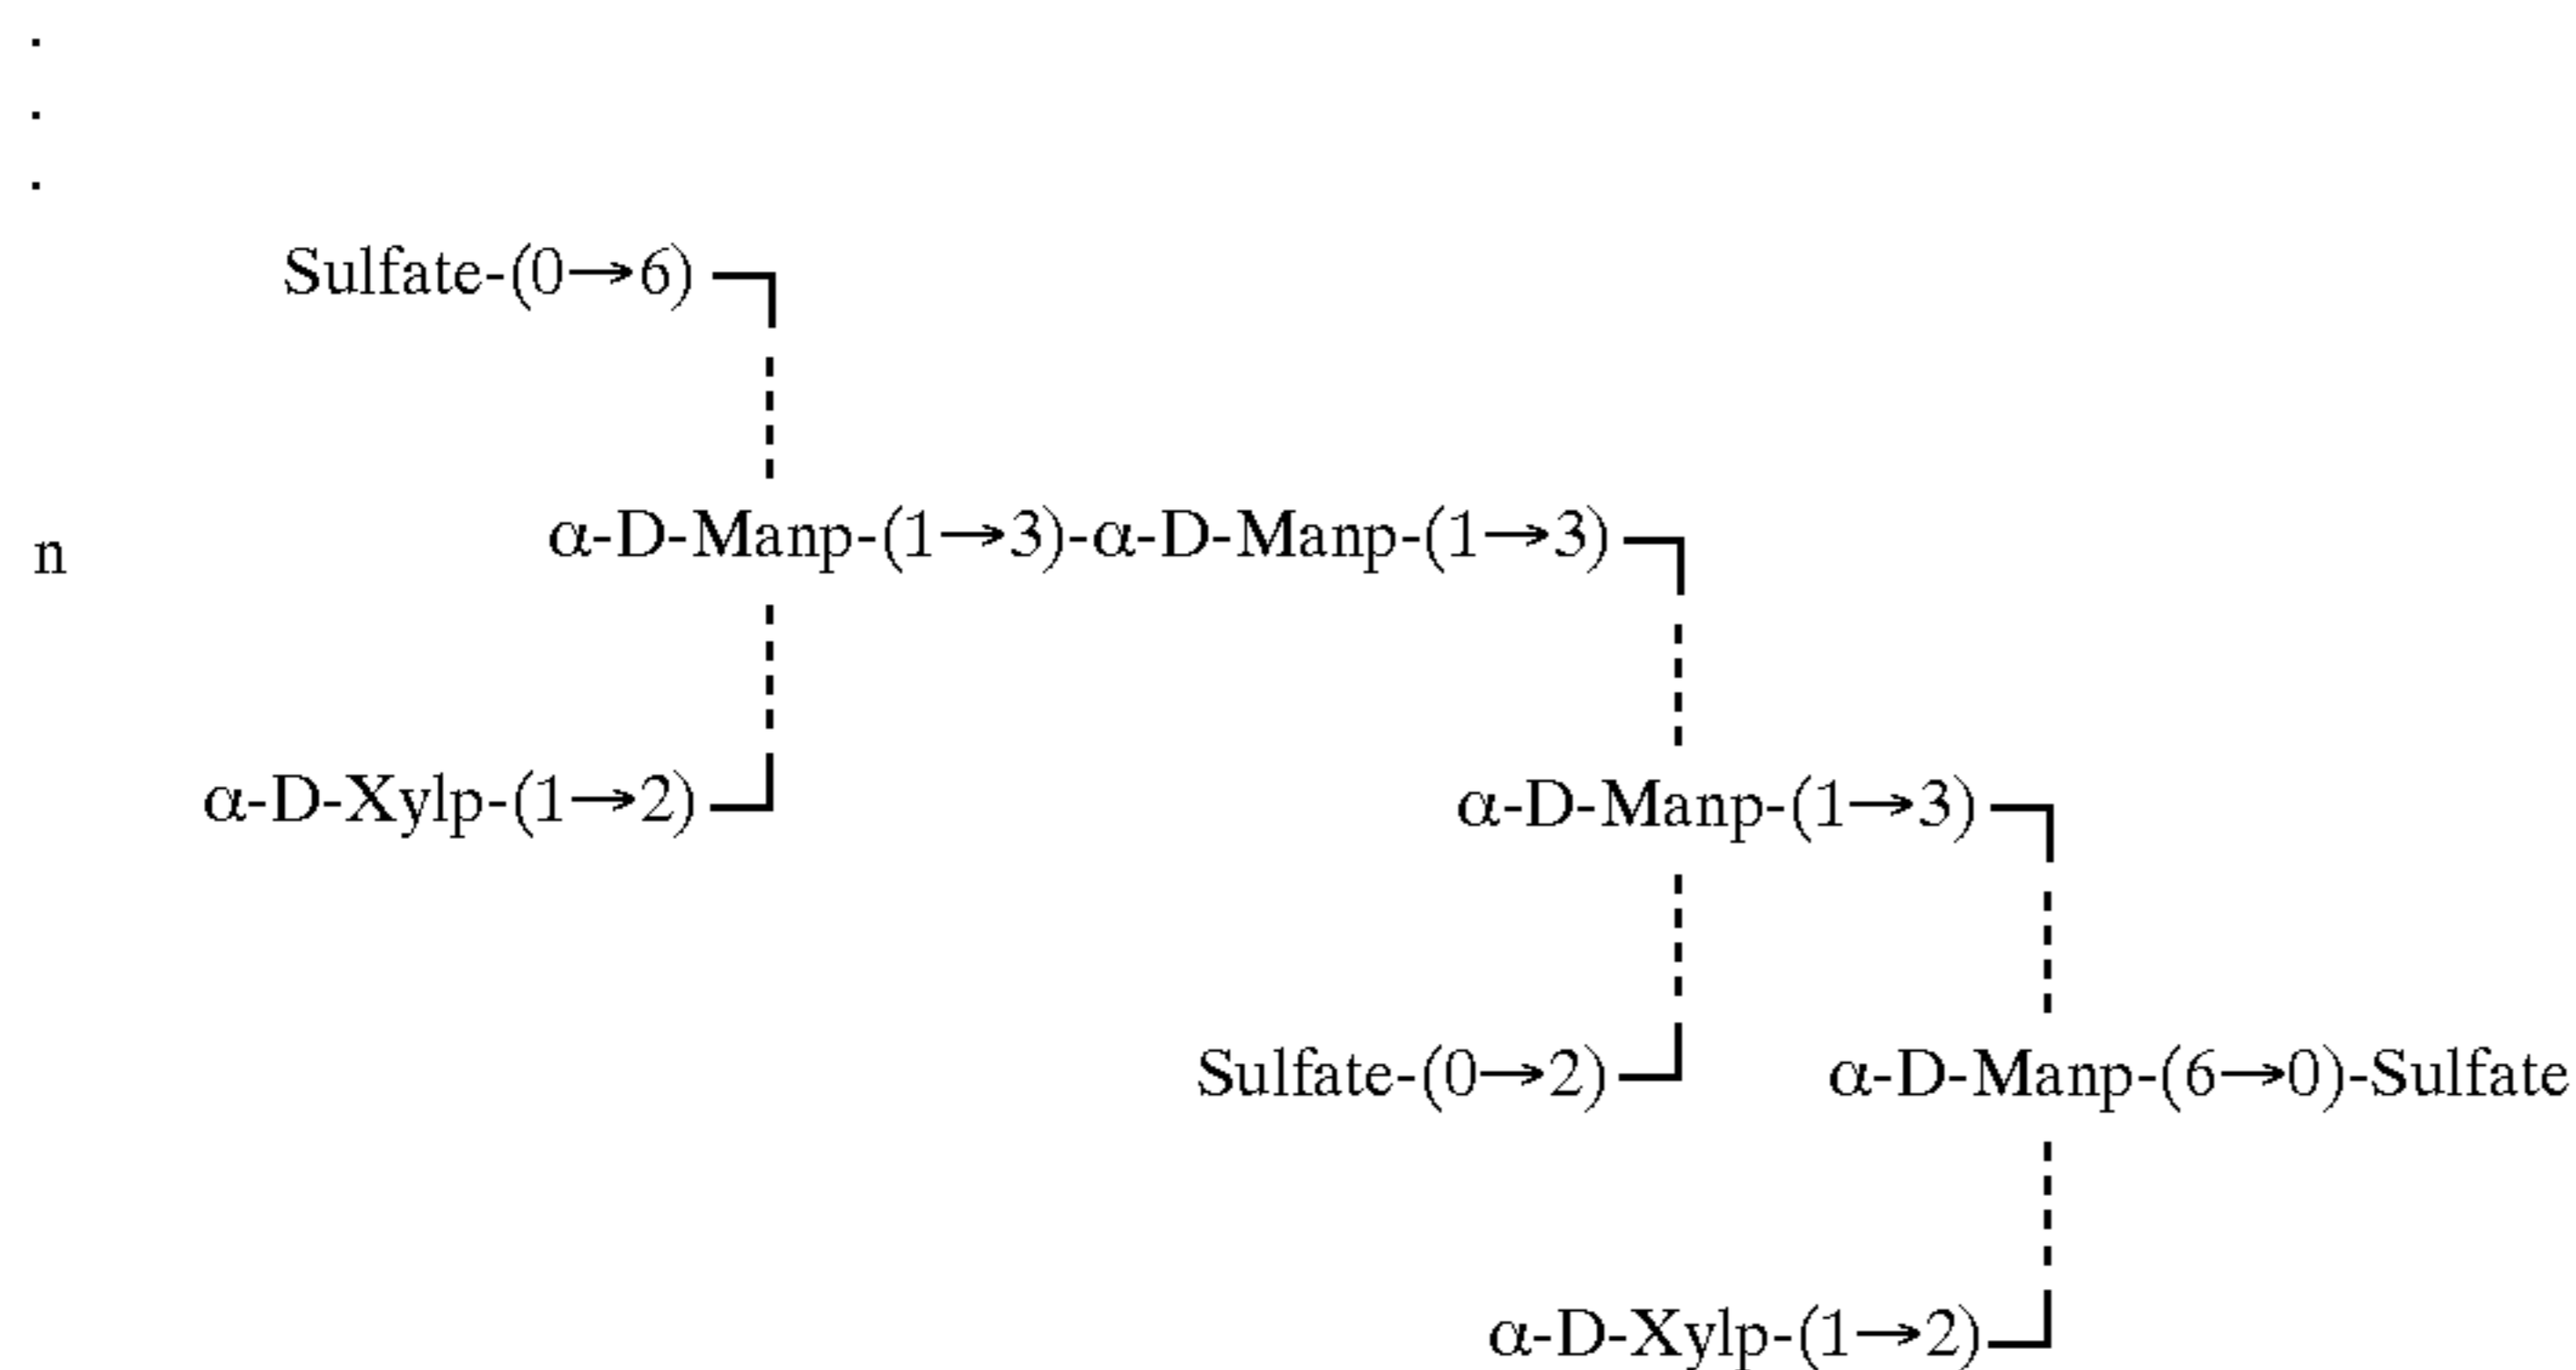 .
.
.
Sulfate-(0→6)
n
α-D-Manp-(1→3)-α-D-Manp-(1→3)
α-D-Xylp-(1→2)
α-D-Manp-(1→3)
Sulfate-(0→2)
α-D-Manp-(6→0)-Sulfate
α-D-Xylp-(1→2)